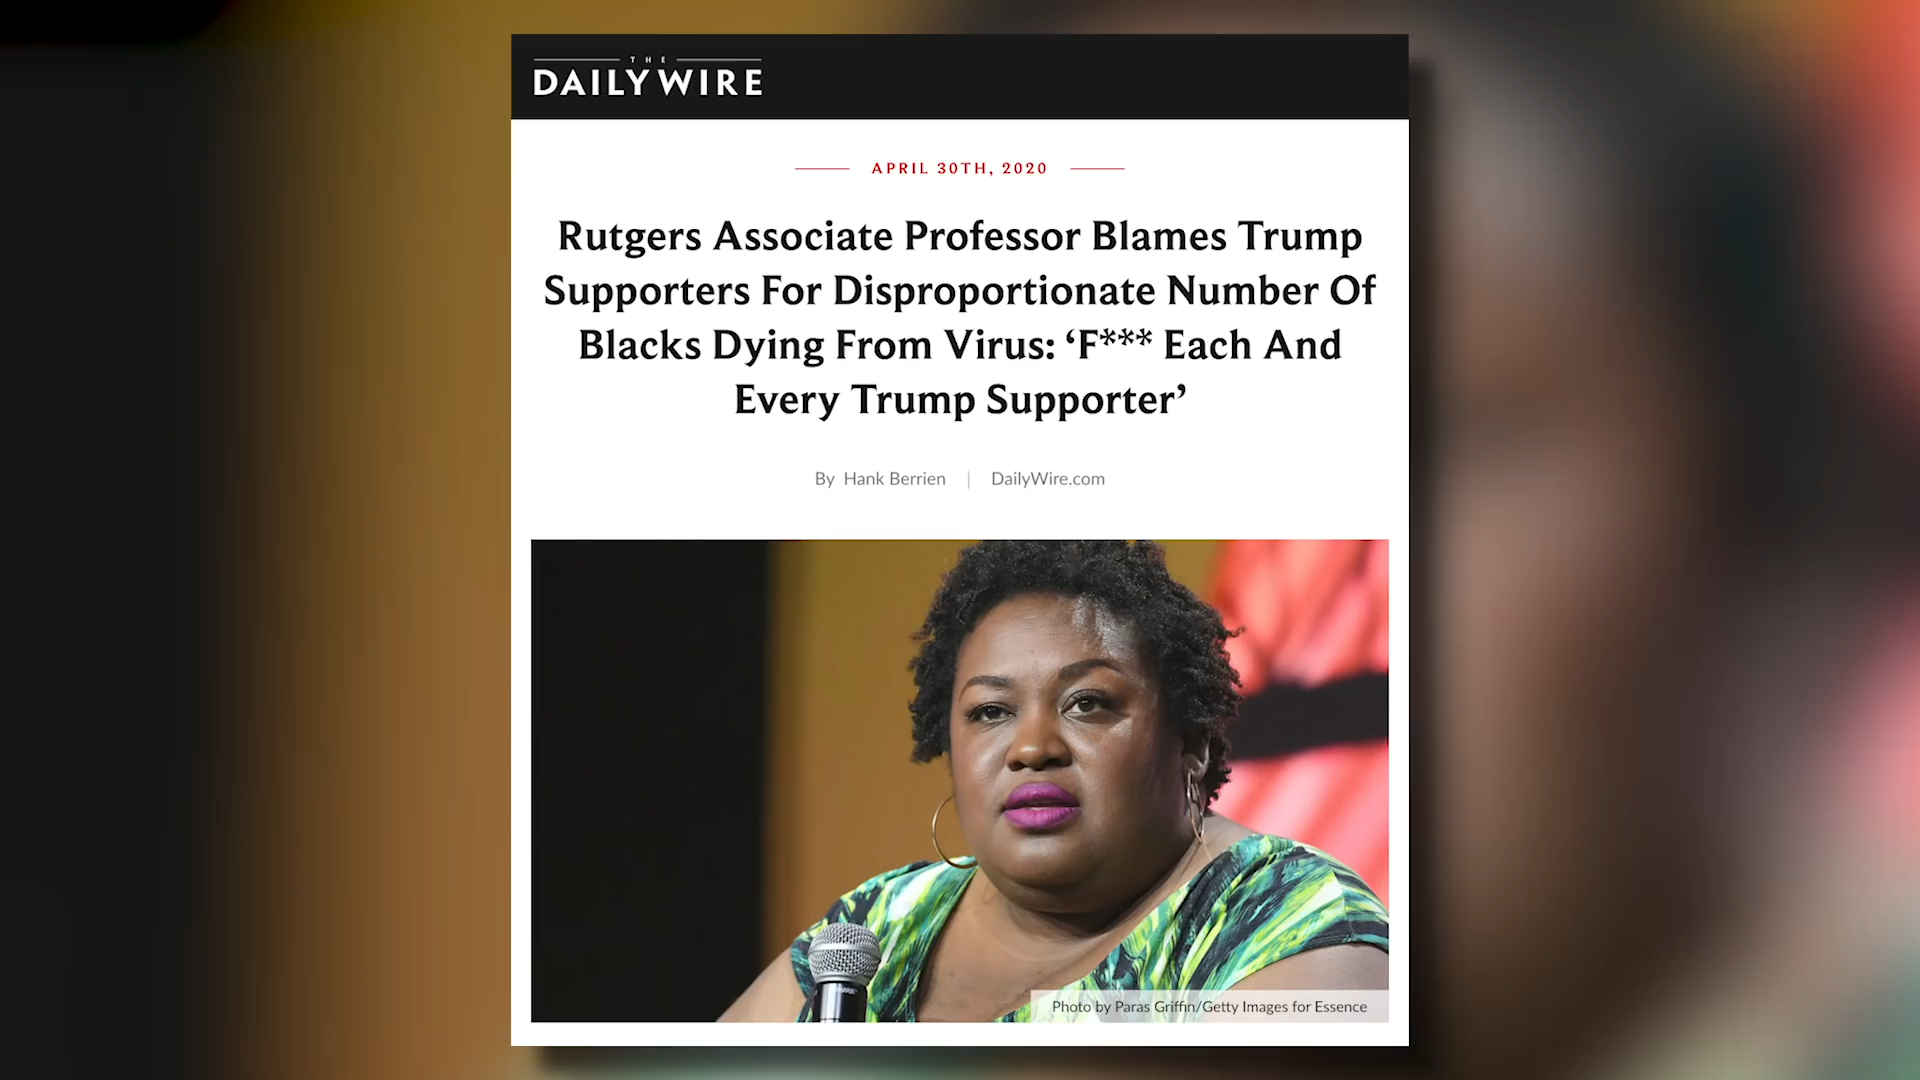 THE
DAILY WIRE
APRIL 30TH, 2020
Rutgers Associate Professor Blames Trump
Supporters For Disproportionate Number Of
Blacks Dying From Virus: ‘F*** Each And
Every Trump Supporter’
By Hank Berrien | DailyWire.com
Photo by Paras Griffin/Getty Images for Essence